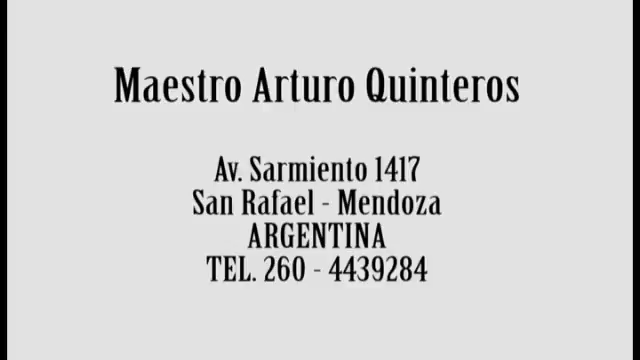 Maestro Arturo Quinteros
Av. Sarmiento 1417
San Rafael - Mendoza
ARGENTINA
TEL. 260 - 4439284